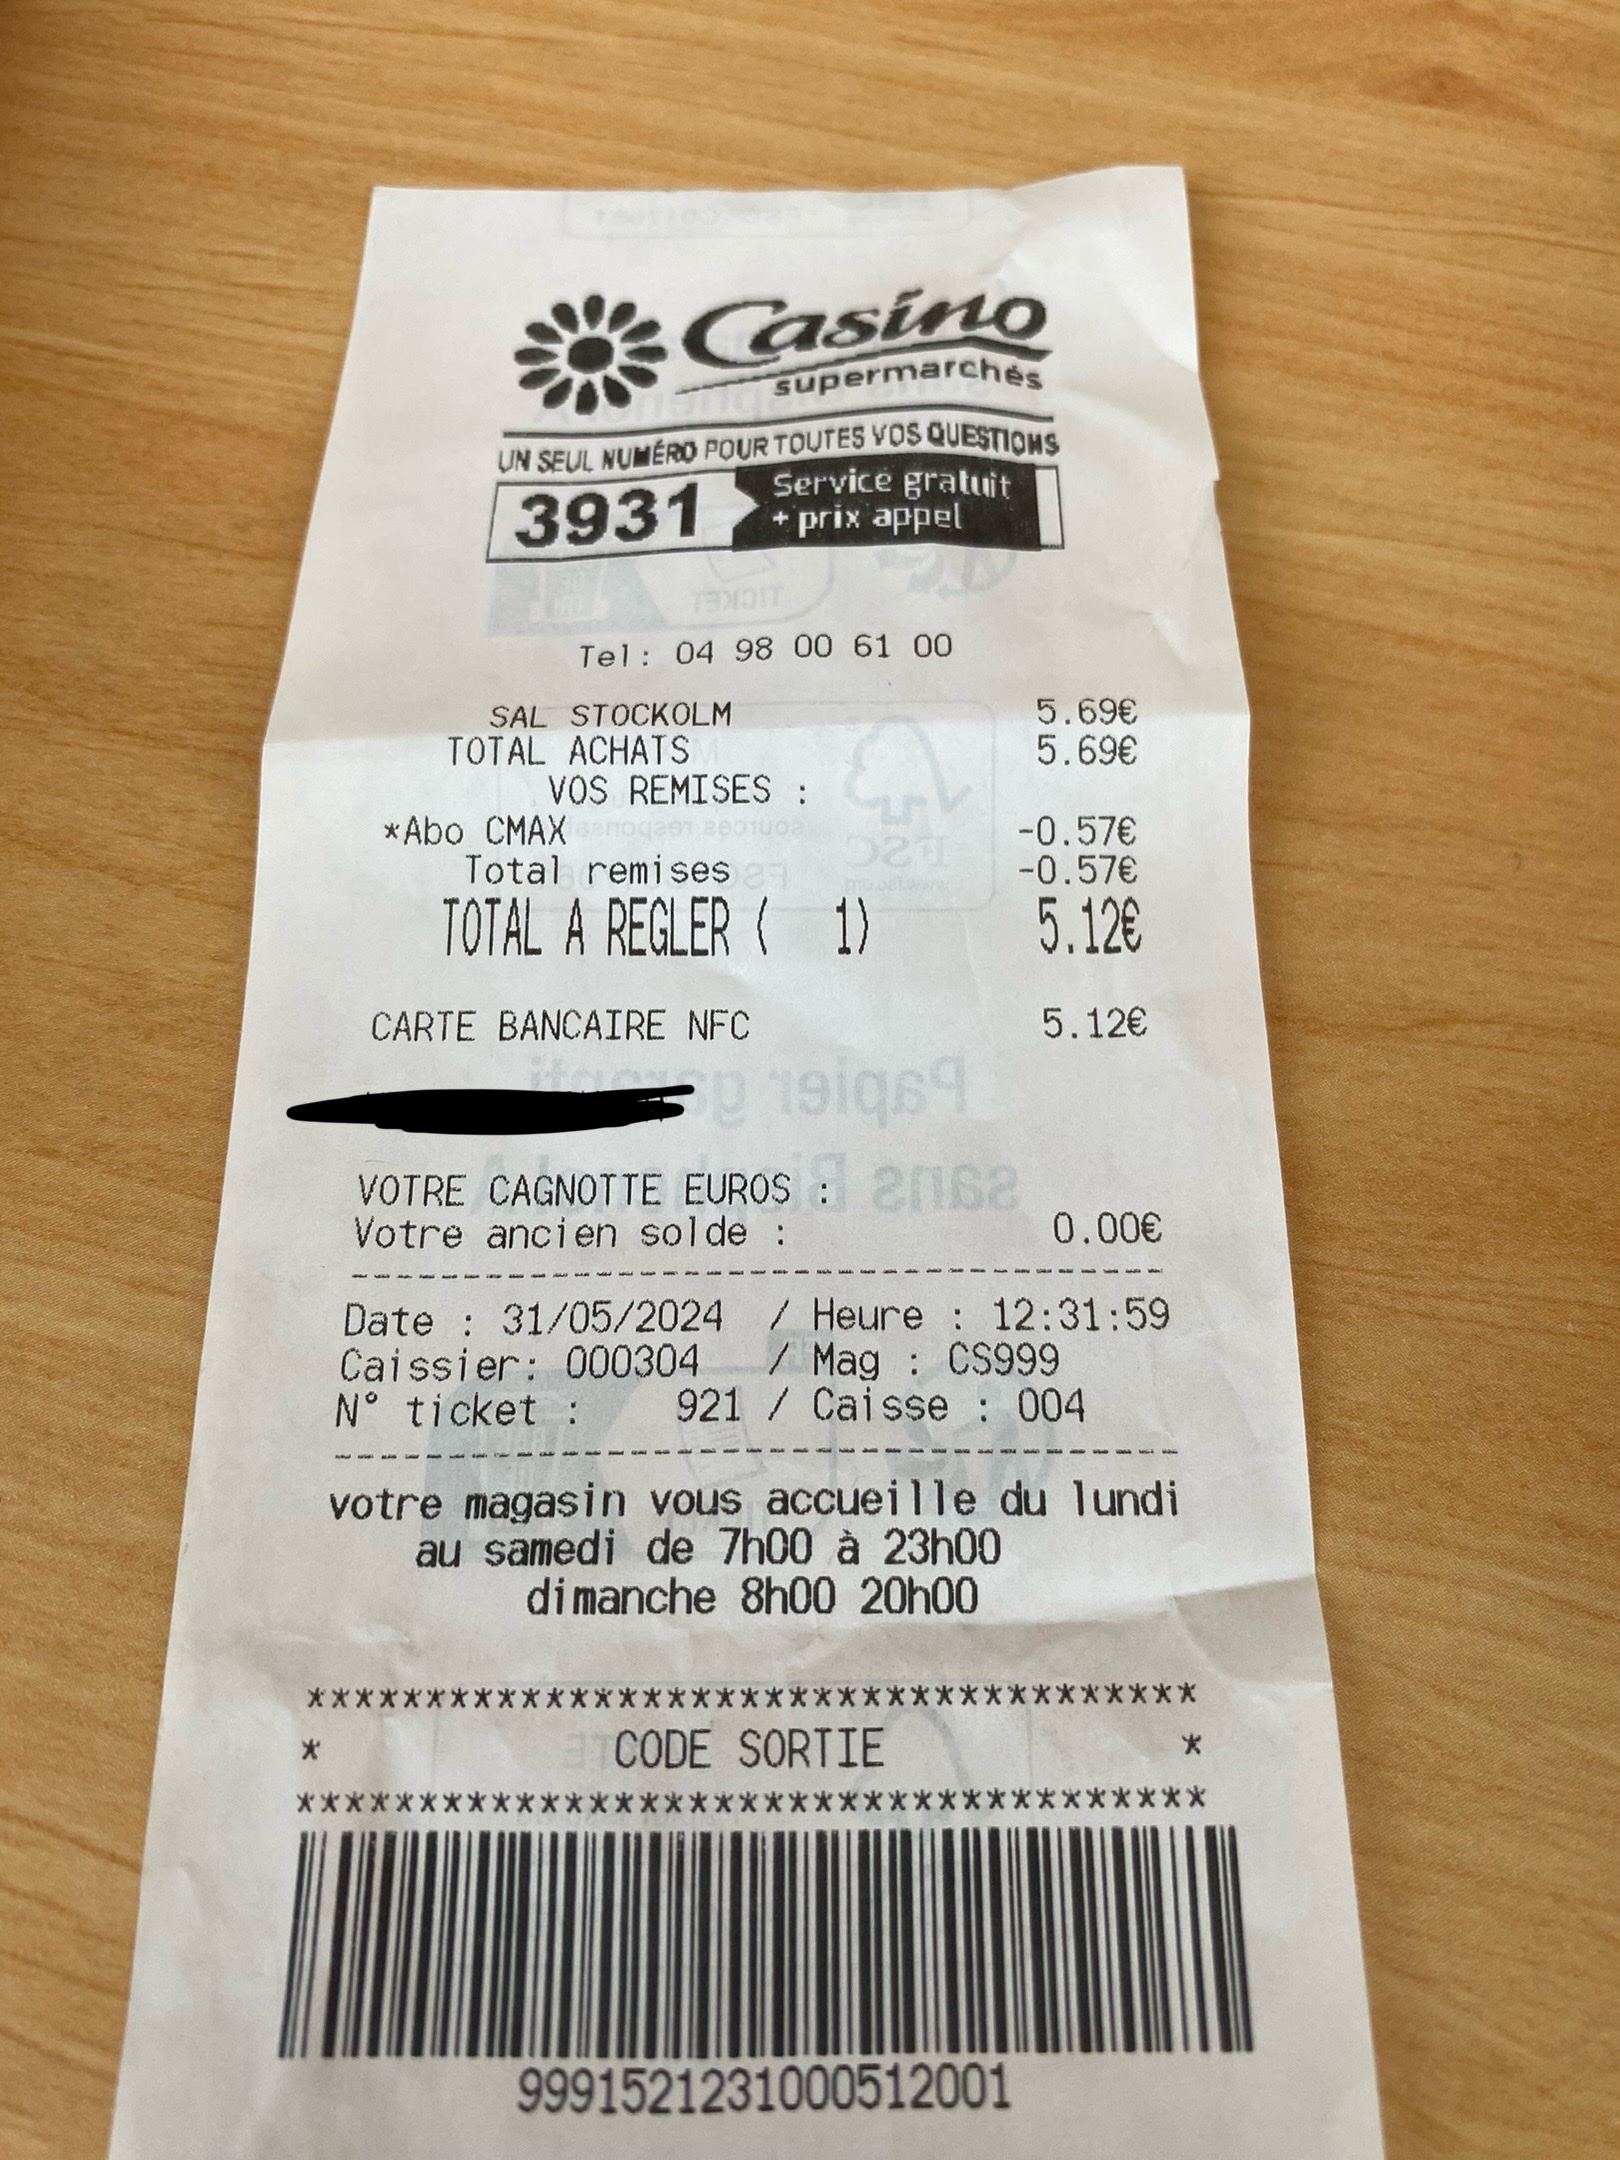 Casino
supermarchés
UN SEUL NUMÉRO POUR TOUTES VOS QUESTIONS
3931 Service gratuit
+ prix appel
Tel: 04 98 00 61 00
SAL STOCKOLM 5.69€
TOTAL ACHATS 5.69€
VOS REMISES :
*Abo CMAX -0.57€
Total remises -0.57€
TOTAL A REGLER ( 1) 5.12€
CARTE BANCAIRE NFC 5.12€
VOTRE CAGNOTTE EUROS :
Votre ancien solde : 0.00€
----------------------------------------
Date : 31/05/2024 / Heure : 12:31:59
Caissier: 000304 / Mag : CS999
N° ticket : 921 / Caisse : 004
----------------------------------------
votre magasin vous accueille du lundi
au samedi de 7h00 à 23h00
dimanche 8h00 20h00
**************************************
* CODE SORTIE *
**************************************
9991521231000512001